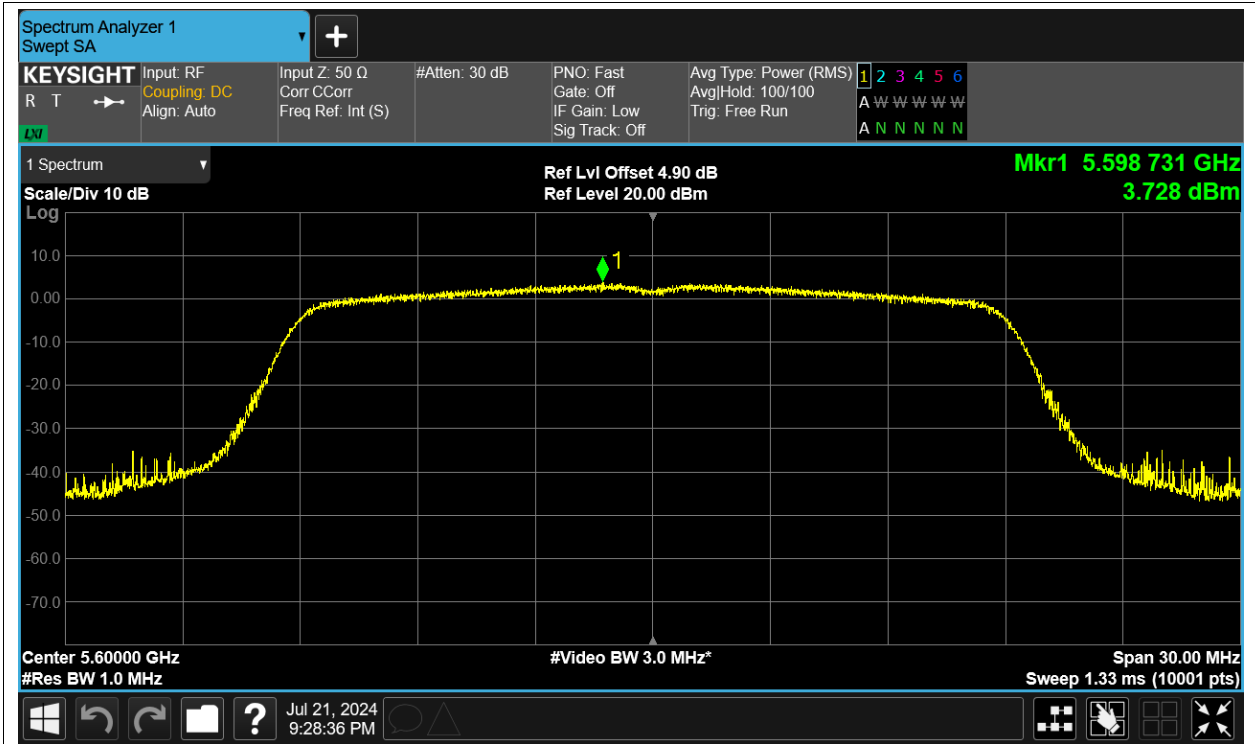 Spectrum Analyzer 1
Swept SA
KEYSIGHT
R T
LXI
Input: RF
Coupling: DC
Align: Auto
Input Z: 50 Ω
Corr CCorr
Freq Ref: Int (S)
#Atten: 30 dB
PNO: Fast
Gate: Off
IF Gain: Low
Sig Track: Off
Avg Type: Power (RMS)
Avg|Hold: 100/100
Trig: Free Run
1 2 3 4 5 6
A W W W W W
A N N N N N
1 Spectrum
Scale/Div 10 dB
Log
Ref Lvl Offset 4.90 dB
Ref Level 20.00 dBm
Mkr1 5.598 731 GHz
3.728 dBm
1
10.0
0.00
-10.0
-20.0
-30.0
-40.0
-50.0
-60.0
-70.0
Center 5.60000 GHz
#Res BW 1.0 MHz
#Video BW 3.0 MHz*
Span 30.00 MHz
Sweep 1.33 ms (10001 pts)
?
Jul 21, 2024
9:28:36 PM